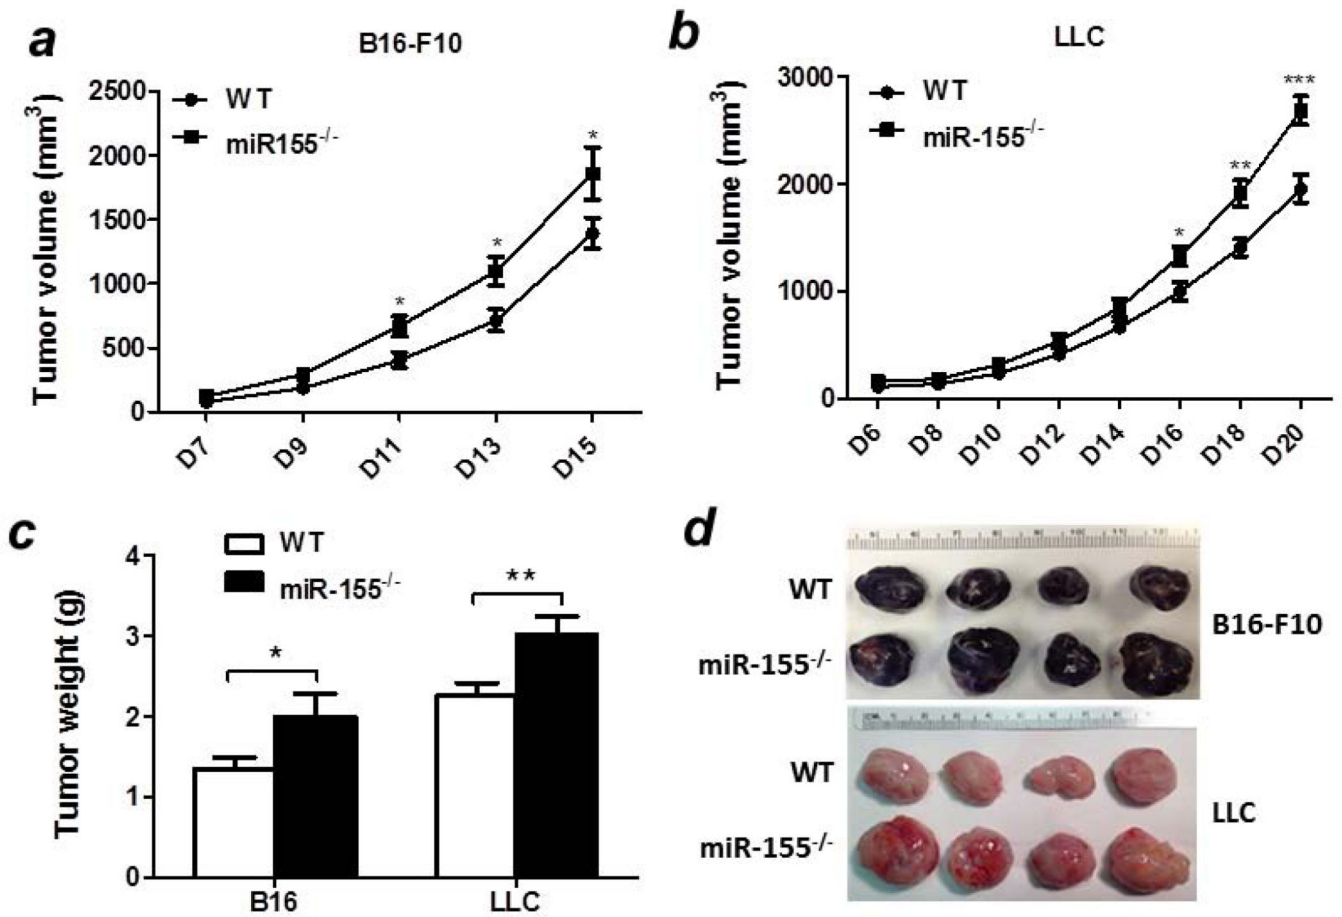 a
B16-F10
Tumor volume (mm³)
2500
2000
1500
1000
500
0
WT
miR155-/-
*
*
*
D7
D9
D11
D13
D15
b
LLC
Tumor volume (mm³)
3000
2000
1000
0
WT
miR-155-/-
*
**
***
D6
D8
D10
D12
D14
D16
D18
D20
c
WT
miR-155-/-
Tumor weight (g)
4
3
2
1
0
*
**
B16
LLC
d
WT
miR-155-/-
B16-F10
WT
miR-155-/-
LLC